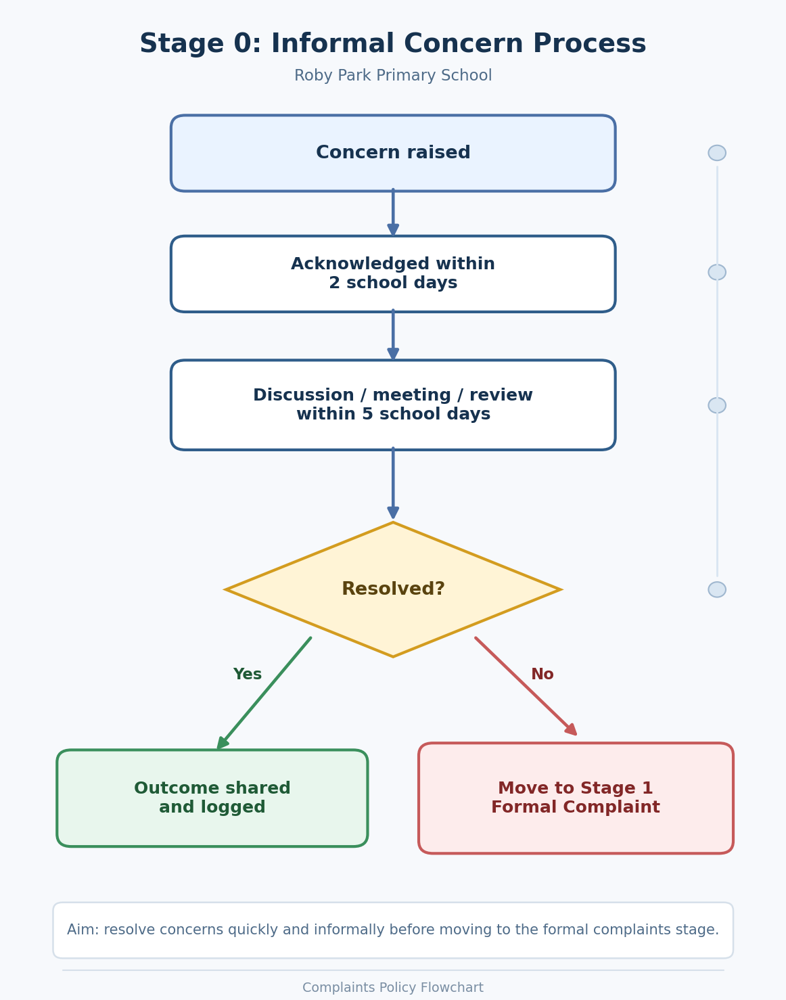 Stage 0: Informal Concern Process
Roby Park Primary School
Concern raised
Acknowledged within
2 school days
Discussion / meeting / review
within 5 school days
Resolved?
Yes
No
Outcome shared
and logged
Move to Stage 1
Formal Complaint
Aim: resolve concerns quickly and informally before moving to the formal complaints stage.
Complaints Policy Flowchart